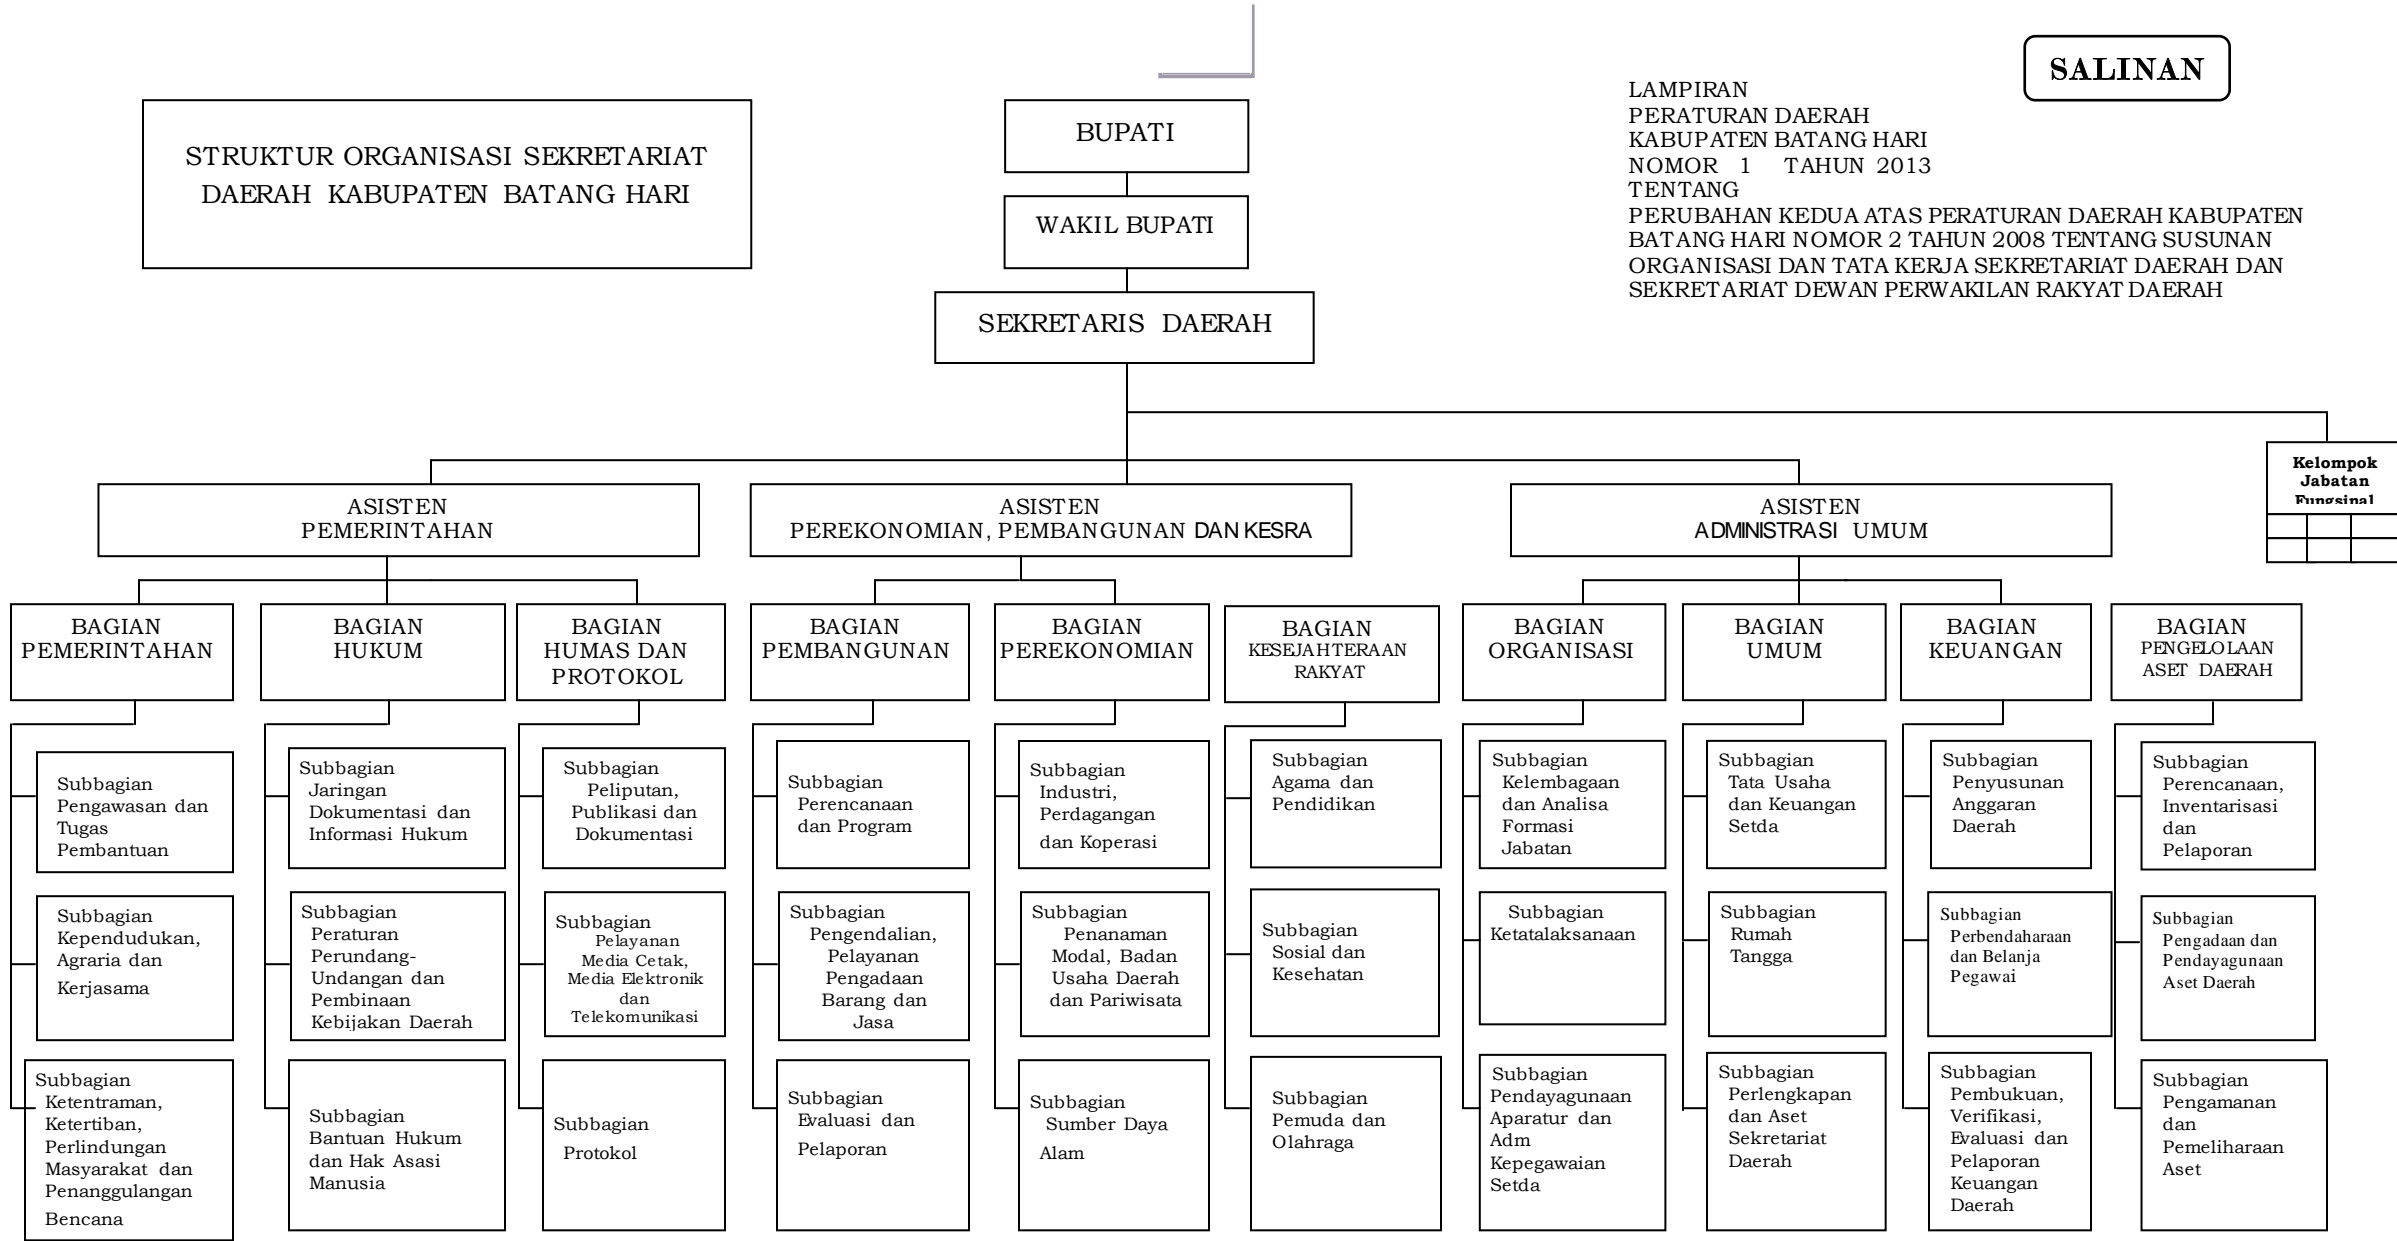 SALINAN
LAMPIRAN
PERATURAN DAERAH
KABUPATEN BATANG HARI
NOMOR 1 TAHUN 2013
TENTANG
PERUBAHAN KEDUA ATAS PERATURAN DAERAH KABUPATEN
BATANG HARI NOMOR 2 TAHUN 2008 TENTANG SUSUNAN
ORGANISASI DAN TATA KERJA SEKRETARIAT DAERAH DAN
SEKRETARIAT DEWAN PERWAKILAN RAKYAT DAERAH
STRUKTUR ORGANISASI SEKRETARIAT
DAERAH KABUPATEN BATANG HARI
BUPATI
WAKIL BUPATI
SEKRETARIS DAERAH
Kelompok
Jabatan
Fungsinal
ASISTEN
PEMERINTAHAN
ASISTEN
PEREKONOMIAN, PEMBANGUNAN DAN KESRA
ASISTEN
ADMINISTRASI UMUM
BAGIAN
PEMERINTAHAN
BAGIAN
HUKUM
BAGIAN
HUMAS DAN
PROTOKOL
BAGIAN
PEMBANGUNAN
BAGIAN
PEREKONOMIAN
BAGIAN
KESEJAHTERAAN
RAKYAT
BAGIAN
ORGANISASI
BAGIAN
UMUM
BAGIAN
KEUANGAN
BAGIAN
PENGELOLAAN
ASET DAERAH
Subbagian
Pengawasan dan
Tugas
Pembantuan
Subbagian
Jaringan
Dokumentasi dan
Informasi Hukum
Subbagian
Peliputan,
Publikasi dan
Dokumentasi
Subbagian
Perencanaan
dan Program
Subbagian
Industri,
Perdagangan
dan Koperasi
Subbagian
Agama dan
Pendidikan
Subbagian
Kelembagaan
dan Analisa
Formasi
Jabatan
Subbagian
Tata Usaha
dan Keuangan
Setda
Subbagian
Penyusunan
Anggaran
Daerah
Subbagian
Perencanaan,
Inventarisasi
dan
Pelaporan
Subbagian
Kependudukan,
Agraria dan
Kerjasama
Subbagian
Peraturan
Perundang-
Undangan dan
Pembinaan
Kebijakan Daerah
Subbagian
Pelayanan
Media Cetak,
Media Elektronik
dan
Telekomunikasi
Subbagian
Pengendalian,
Pelayanan
Pengadaan
Barang dan
Jasa
Subbagian
Penanaman
Modal, Badan
Usaha Daerah
dan Pariwisata
Subbagian
Sosial dan
Kesehatan
Subbagian
Ketatalaksanaan
Subbagian
Rumah
Tangga
Subbagian
Perbendaharaan
dan Belanja
Pegawai
Subbagian
Pengadaan dan
Pendayagunaan
Aset Daerah
Subbagian
Ketentraman,
Ketertiban,
Perlindungan
Masyarakat dan
Penanggulangan
Bencana
Subbagian
Bantuan Hukum
dan Hak Asasi
Manusia
Subbagian
Protokol
Subbagian
Evaluasi dan
Pelaporan
Subbagian
Sumber Daya
Alam
Subbagian
Pemuda dan
Olahraga
Subbagian
Pendayagunaan
Aparatur dan
Adm
Kepegawaian
Setda
Subbagian
Perlengkapan
dan Aset
Sekretariat
Daerah
Subbagian
Pembukuan,
Verifikasi,
Evaluasi dan
Pelaporan
Keuangan
Daerah
Subbagian
Pengamanan
dan
Pemeliharaan
Aset